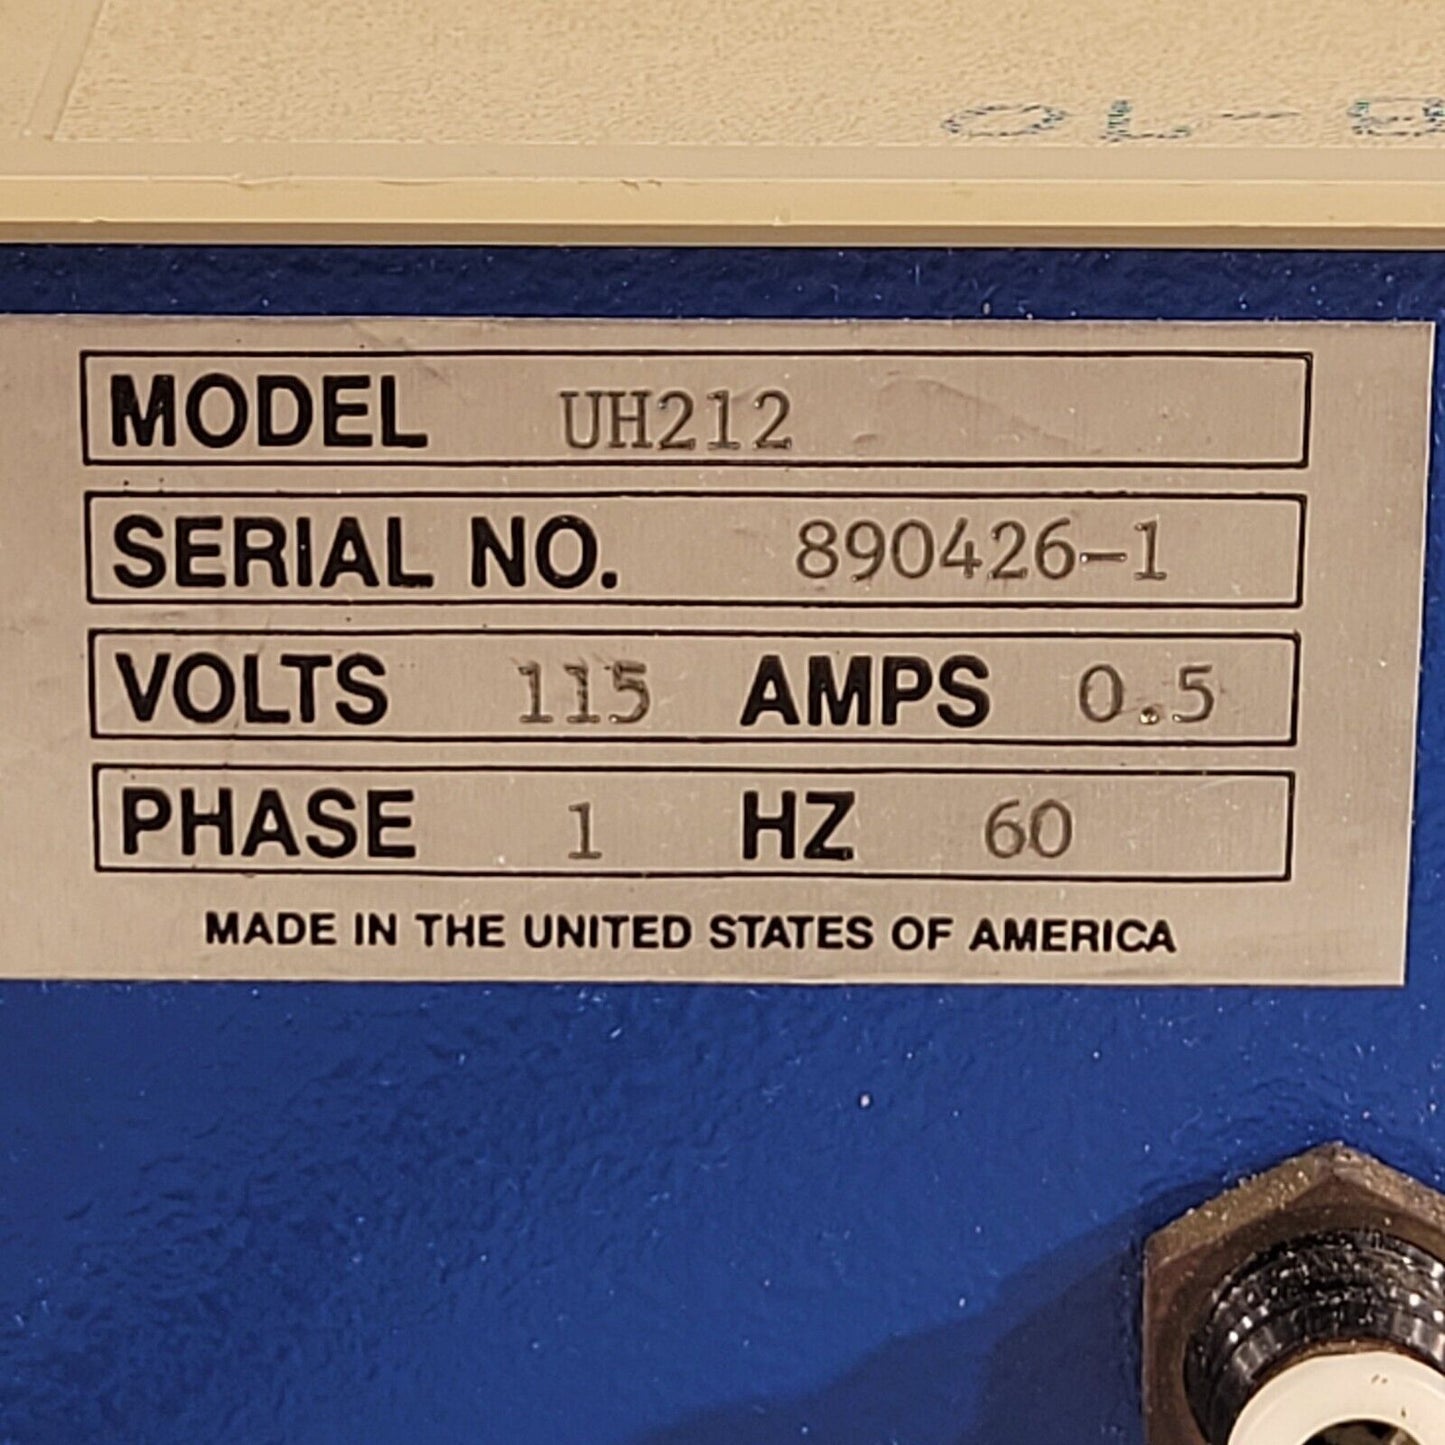 MODEL UH212
SERIAL NO. 890426-1
VOLTS 115 AMPS 0.5
PHASE 1 HZ 60
MADE IN THE UNITED STATES OF AMERICA